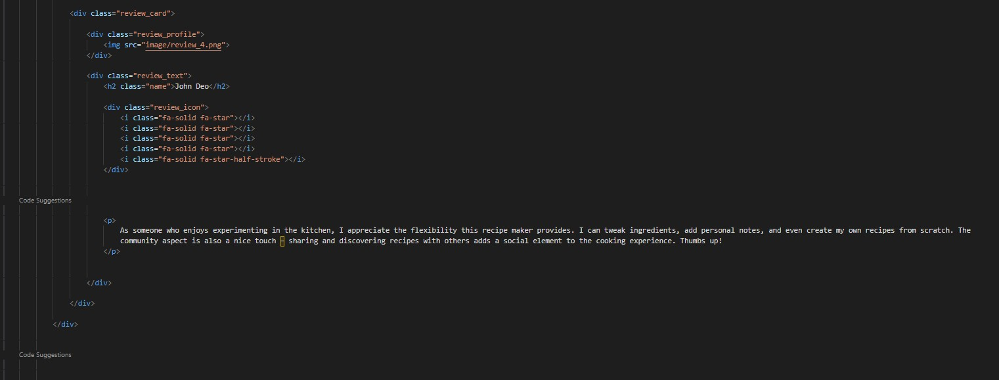 <div class="review_card">
<div class="review_profile">
<img src="image/review_4.png">
</div>
<div class="review_text">
<h2 class="name">John Deo</h2>
<div class="review_icon">
<i class="fa-solid fa-star"></i>
<i class="fa-solid fa-star"></i>
<i class="fa-solid fa-star"></i>
<i class="fa-solid fa-star"></i>
<i class="fa-solid fa-star-half-stroke"></i>
</div>
Code Suggestions
<p>
As someone who enjoys experimenting in the kitchen, I appreciate the flexibility this recipe maker provides. I can tweak ingredients, add personal notes, and even create my own recipes from scratch. The
community aspect is also a nice touch – sharing and discovering recipes with others adds a social element to the cooking experience. Thumbs up!
</p>
</div>
</div>
</div>
Code Suggestions